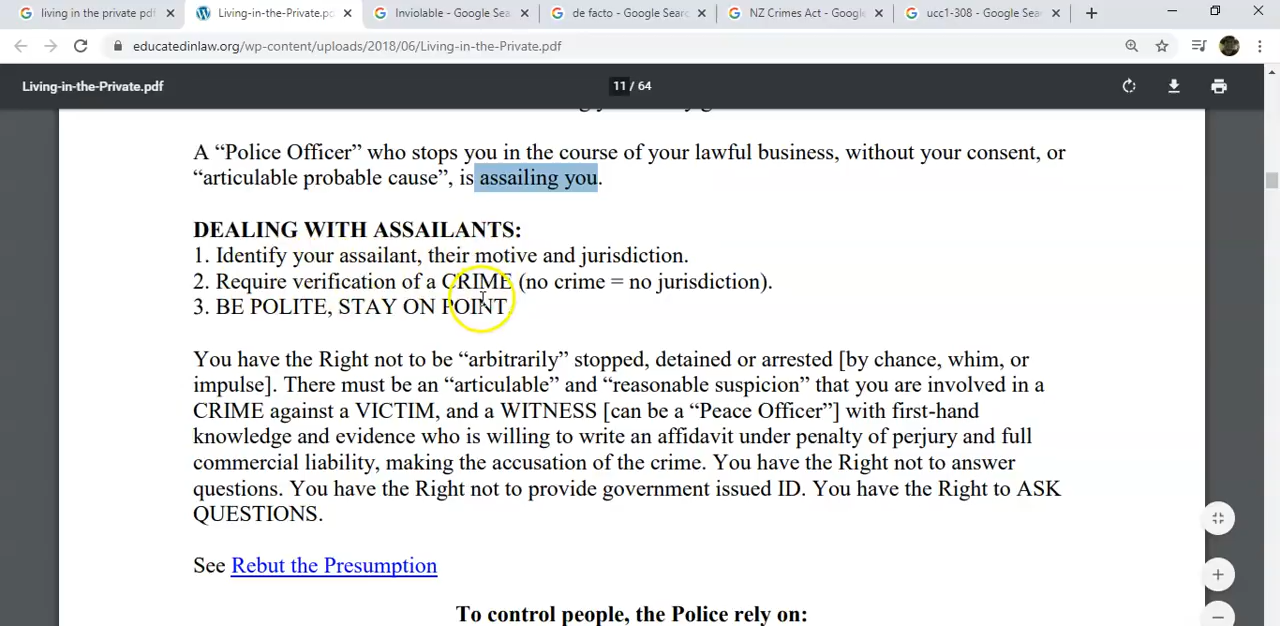 living in the private pdf
Living-in-the-Private.pd
Inviolable - Google Sea
de facto - Google Searc
NZ Crimes Act - Google
ucc1-308 - Google Sea
educatedinlaw.org/wp-content/uploads/2018/06/Living-in-the-Private.pdf
Living-in-the-Private.pdf
11 / 64
A “Police Officer” who stops you in the course of your lawful business, without your consent, or
“articulable probable cause”, is assailing you.
DEALING WITH ASSAILANTS:
1. Identify your assailant, their motive and jurisdiction.
2. Require verification of a CRIME (no crime = no jurisdiction).
3. BE POLITE, STAY ON POINT.
You have the Right not to be “arbitrarily” stopped, detained or arrested [by chance, whim, or
impulse]. There must be an “articulable” and “reasonable suspicion” that you are involved in a
CRIME against a VICTIM, and a WITNESS [can be a “Peace Officer”] with first-hand
knowledge and evidence who is willing to write an affidavit under penalty of perjury and full
commercial liability, making the accusation of the crime. You have the Right not to answer
questions. You have the Right not to provide government issued ID. You have the Right to ASK
QUESTIONS.
See Rebut the Presumption
To control people, the Police rely on: